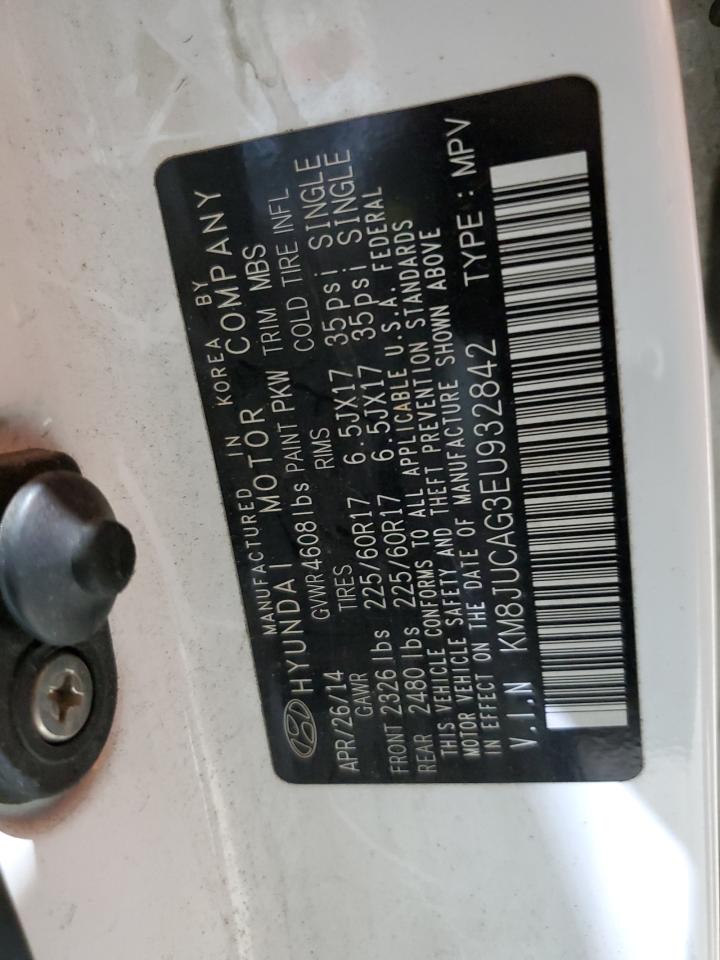 MANUFACTURED IN KOREA BY
HYUNDAI MOTOR COMPANY
APR/26/14 GVWR 4608 lbs PAINT PKW TRIM MBS
GAWR TIRES RIMS COLD TIRE INFL
FRONT 2326 lbs 225/60R17 6.5JX17 35psi SINGLE
REAR 2480 lbs 225/60R17 6.5JX17 35psi SINGLE
THIS VEHICLE CONFORMS TO ALL APPLICABLE U.S.A. FEDERAL
MOTOR VEHICLE SAFETY AND THEFT PREVENTION STANDARDS
IN EFFECT ON THE DATE OF MANUFACTURE SHOWN ABOVE
V.I.N KM8JUCAG3EU932842 TYPE : MPV